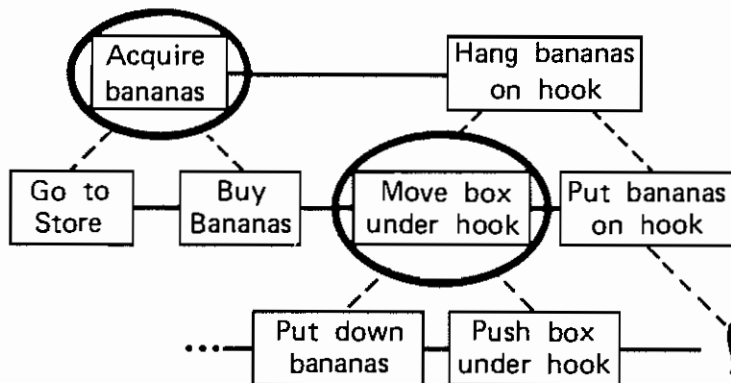 Acquire
bananas
Hang bananas
on hook
Go to
Store
Buy
Bananas
Move box
under hook
Put bananas
on hook
Put down
bananas
Push box
under hook